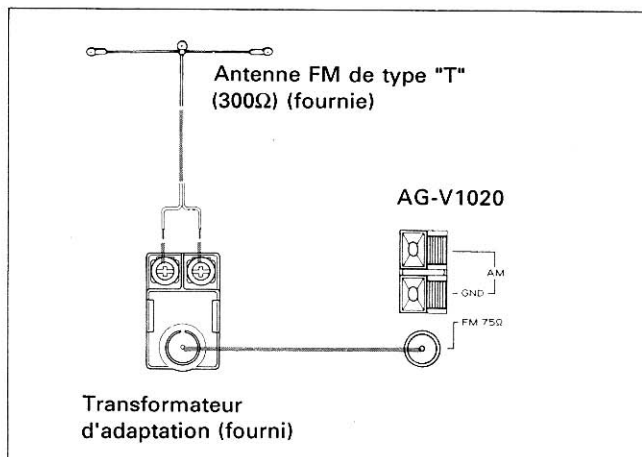 Antenne FM de type "T"
(300Ω) (fournie)
AG-V1020
AM
GND
FM 75Ω
Transformateur
d'adaptation (fourni)